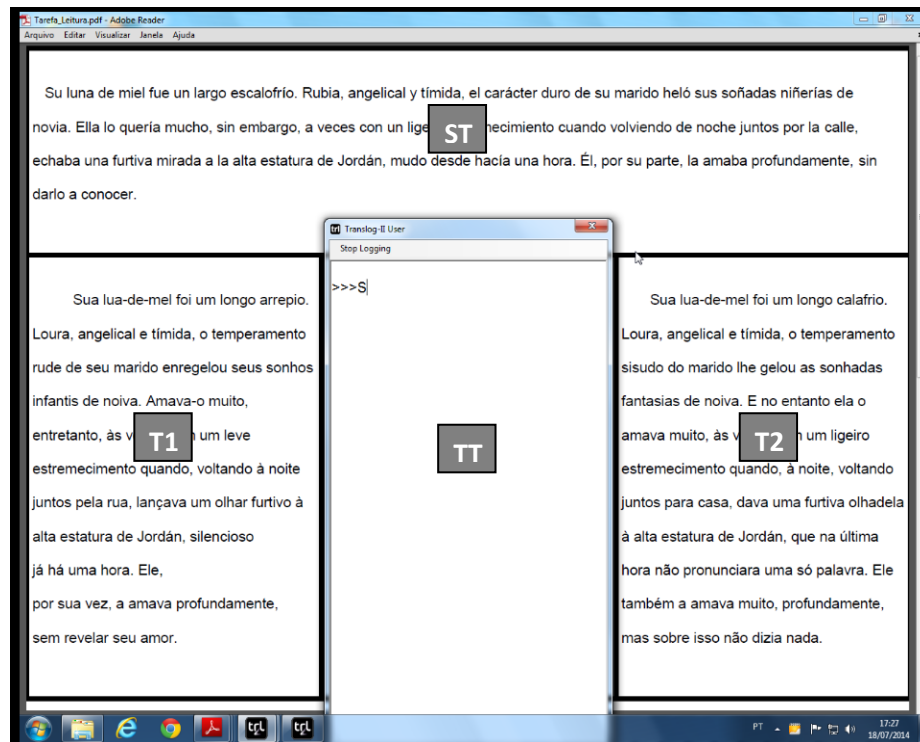 Tarefa_Leitura.pdf - Adobe Reader
Arquivo Editar Visualizar Janela Ajuda
Su luna de miel fue un largo escalofrío. Rubia, angelical y tímida, el carácter duro de su marido heló sus soñadas niñerías de
novia. Ella lo quería mucho, sin embargo, a veces con un lige necimiento cuando volviendo de noche juntos por la calle,
ST
echaba una furtiva mirada a la alta estatura de Jordán, mudo desde hacía una hora. Él, por su parte, la amaba profundamente, sin
darlo a conocer.
Translog-II User
Stop Logging
>>>S
TT
Sua lua-de-mel foi um longo arrepio.
Loura, angelical e tímida, o temperamento
rude de seu marido enregelou seus sonhos
infantis de noiva. Amava-o muito,
entretanto, às v um leve
T1
estremecimento quando, voltando à noite
juntos pela rua, lançava um olhar furtivo à
alta estatura de Jordán, silencioso
já há uma hora. Ele,
por sua vez, a amava profundamente,
sem revelar seu amor.
Sua lua-de-mel foi um longo calafrio.
Loura, angelical e tímida, o temperamento
sisudo do marido lhe gelou as sonhadas
fantasias de noiva. E no entanto ela o
amava muito, às v um ligeiro
T2
estremecimento quando, à noite, voltando
juntos para casa, dava uma furtiva olhadela
à alta estatura de Jordán, que na última
hora não pronunciara uma só palavra. Ele
também a amava muito, profundamente,
mas sobre isso não dizia nada.
trl
trl
PT
17:27
18/07/2014